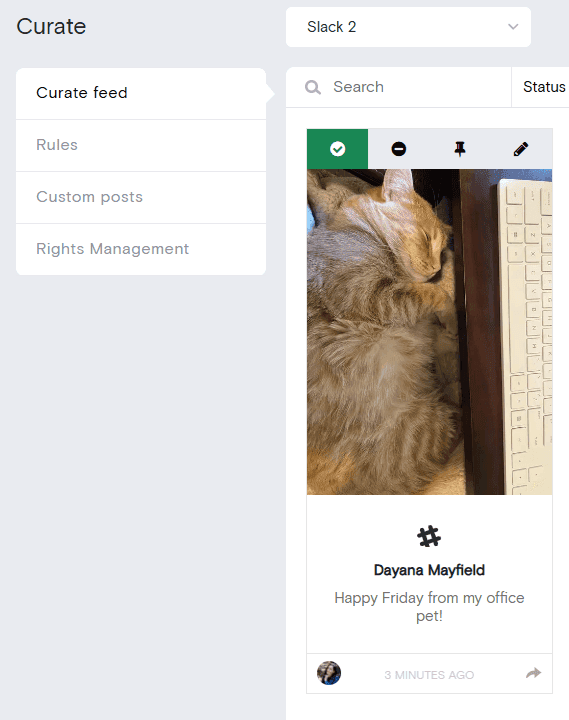 Curate
Slack 2
Curate feed
Rules
Custom posts
Rights Management
Search
Status
Dayana Mayfield
Happy Friday from my office
pet!
3 MINUTES AGO